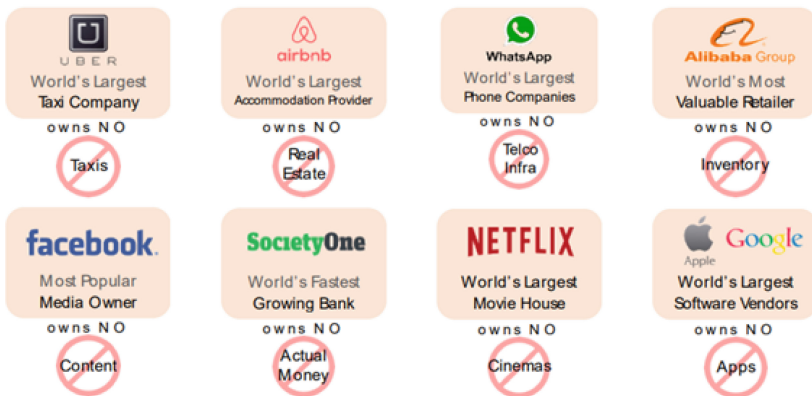 UBER
World's Largest
Taxi Company
owns NO
Taxis
airbnb
World's Largest
Accommodation Provider
owns NO
Real
Estate
WhatsApp
World's Largest
Phone Companies
owns NO
Telco
Infra
Alibaba Group
World's Most
Valuable Retailer
owns NO
Inventory
facebook.
Most Popular
Media Owner
owns NO
Content
SocietyOne
World's Fastest
Growing Bank
owns NO
Actual
Money
NETFLIX
World's Largest
Movie House
owns NO
Cinemas
Apple
Google
World's Largest
Software Vendors
owns NO
Apps